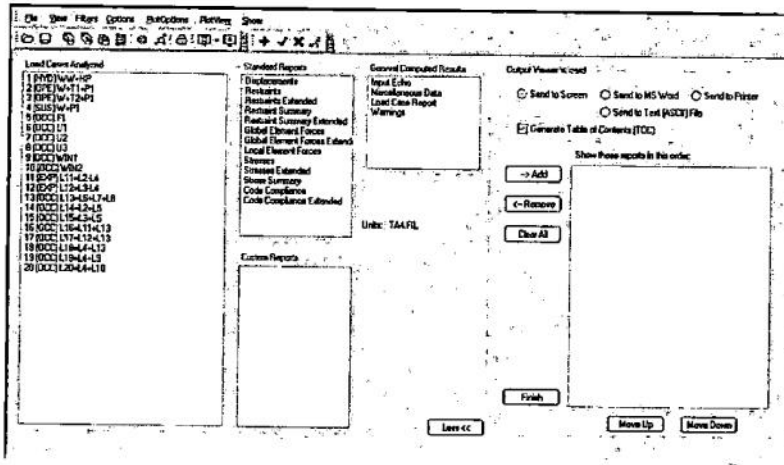 File View Filters Options PlotOptions PlotView Show
Load Cases Analyzed
1 (HYD) WW+HP
2 (OPE) W+T1+P1
3 (OPE) W+T2+P1
4 (SUS) W+P1
5 (OCC) F1
6 (OCC) U1
7 (OCC) U2
8 (OCC) U3
9 (OCC) WIN1
10 (OCC) WIN2
11 (EXP) L11=L2-L4
12 (EXP) L12=L3-L4
13 (OCC) L13=L6+L7+L8
14 (OCC) L14=L2+L5
15 (OCC) L15=L3+L5
16 (OCC) L16=L11+L13
17 (OCC) L17=L12+L13
18 (OCC) L18=L4+L13
19 (OCC) L19=L4+L9
20 (OCC) L20=L4+L10
Standard Reports
Displacements
Restraints
Restraints Extended
Restraint Summary
Restraint Summary Extended
Global Element Forces
Global Element Forces Extend
Local Element Forces
Stresses
Stresses Extended
Stress Summary
Code Compliance
Code Compliance Extended
Custom Reports
General Computed Results
Input Echo
Miscellaneous Data
Load Case Report
Warnings
Units: TA4.FIL
Less <<
Output Viewer Wizard
Send to Screen Send to MS Word Send to Printer
Send to Text (ASCII) File
Generate Table of Contents (TOC)
Show these reports in this order:
-> Add
<- Remove
Clear All
Finish
Move Up Move Down